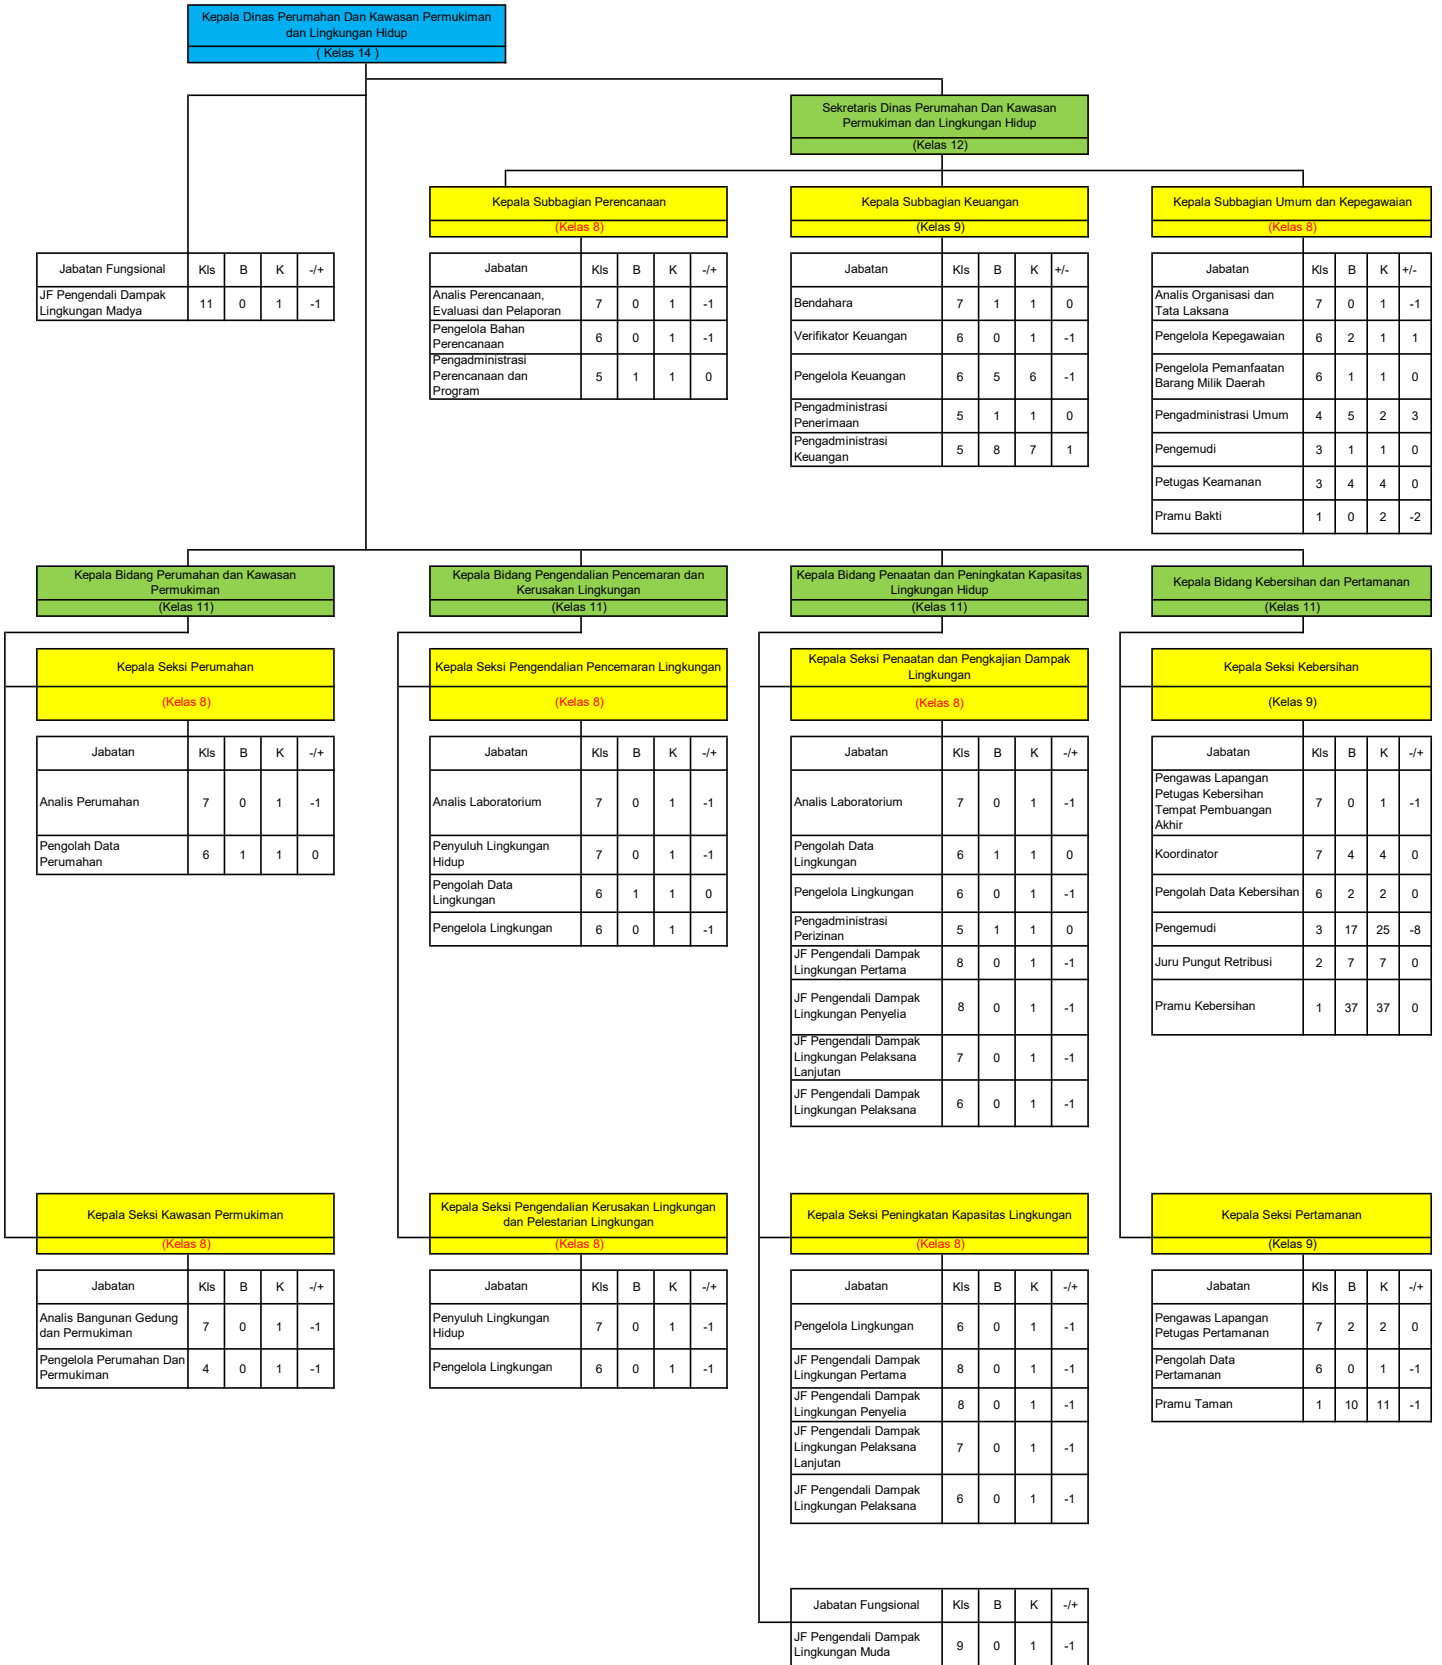 Kepala Dinas Perumahan Dan Kawasan Permukiman
dan Lingkungan Hidup
( Kelas 14 )
Sekretaris Dinas Perumahan Dan Kawasan
Permukiman dan Lingkungan Hidup
(Kelas 12)
Kepala Subbagian Perencanaan
(Kelas 8)
Kepala Subbagian Keuangan
(Kelas 9)
Kepala Subbagian Umum dan Kepegawaian
(Kelas 8)
Jabatan Fungsional Kls B K -/+
JF Pengendali Dampak
Lingkungan Madya 11 0 1 -1
Jabatan Kls B K -/+
Analis Perencanaan,
Evaluasi dan Pelaporan 7 0 1 -1
Pengelola Bahan
Perencanaan 6 0 1 -1
Pengadministrasi
Perencanaan dan
Program 5 1 1 0
Jabatan Kls B K +/-
Bendahara 7 1 1 0
Verifikator Keuangan 6 0 1 -1
Pengelola Keuangan 6 5 6 -1
Pengadministrasi
Penerimaan 5 1 1 0
Pengadministrasi
Keuangan 5 8 7 1
Jabatan Kls B K +/-
Analis Organisasi dan
Tata Laksana 7 0 1 -1
Pengelola Kepegawaian 6 2 1 1
Pengelola Pemanfaatan
Barang Milik Daerah 6 1 1 0
Pengadministrasi Umum 4 5 2 3
Pengemudi 3 1 1 0
Petugas Keamanan 3 4 4 0
Pramu Bakti 1 0 2 -2
Kepala Bidang Perumahan dan Kawasan
Permukiman
(Kelas 11)
Kepala Bidang Pengendalian Pencemaran dan
Kerusakan Lingkungan
(Kelas 11)
Kepala Bidang Penaatan dan Peningkatan Kapasitas
Lingkungan Hidup
(Kelas 11)
Kepala Bidang Kebersihan dan Pertamanan
(Kelas 11)
Kepala Seksi Perumahan
(Kelas 8)
Kepala Seksi Pengendalian Pencemaran Lingkungan
(Kelas 8)
Kepala Seksi Penaatan dan Pengkajian Dampak
Lingkungan
(Kelas 8)
Kepala Seksi Kebersihan
(Kelas 9)
Jabatan Kls B K -/+
Analis Perumahan 7 0 1 -1
Pengolah Data
Perumahan 6 1 1 0
Jabatan Kls B K -/+
Analis Laboratorium 7 0 1 -1
Penyuluh Lingkungan
Hidup 7 0 1 -1
Pengolah Data
Lingkungan 6 1 1 0
Pengelola Lingkungan 6 0 1 -1
Jabatan Kls B K -/+
Analis Laboratorium 7 0 1 -1
Pengolah Data
Lingkungan 6 1 1 0
Pengelola Lingkungan 6 0 1 -1
Pengadministrasi
Perizinan 5 1 1 0
JF Pengendali Dampak
Lingkungan Pertama 8 0 1 -1
JF Pengendali Dampak
Lingkungan Penyelia 8 0 1 -1
JF Pengendali Dampak
Lingkungan Pelaksana
Lanjutan 7 0 1 -1
JF Pengendali Dampak
Lingkungan Pelaksana 6 0 1 -1
Jabatan Kls B K -/+
Pengawas Lapangan
Petugas Kebersihan
Tempat Pembuangan
Akhir 7 0 1 -1
Koordinator 7 4 4 0
Pengolah Data Kebersihan 6 2 2 0
Pengemudi 3 17 25 -8
Juru Pungut Retribusi 2 7 7 0
Pramu Kebersihan 1 37 37 0
Kepala Seksi Kawasan Permukiman
(Kelas 8)
Kepala Seksi Pengendalian Kerusakan Lingkungan
dan Pelestarian Lingkungan
(Kelas 8)
Kepala Seksi Peningkatan Kapasitas Lingkungan
(Kelas 8)
Kepala Seksi Pertamanan
(Kelas 9)
Jabatan Kls B K -/+
Analis Bangunan Gedung
dan Permukiman 7 0 1 -1
Pengelola Perumahan Dan
Permukiman 4 0 1 -1
Jabatan Kls B K -/+
Penyuluh Lingkungan
Hidup 7 0 1 -1
Pengelola Lingkungan 6 0 1 -1
Jabatan Kls B K -/+
Pengelola Lingkungan 6 0 1 -1
JF Pengendali Dampak
Lingkungan Pertama 8 0 1 -1
JF Pengendali Dampak
Lingkungan Penyelia 8 0 1 -1
JF Pengendali Dampak
Lingkungan Pelaksana
Lanjutan 7 0 1 -1
JF Pengendali Dampak
Lingkungan Pelaksana 6 0 1 -1
Jabatan Kls B K -/+
Pengawas Lapangan
Petugas Pertamanan 7 2 2 0
Pengolah Data
Pertamanan 6 0 1 -1
Pramu Taman 1 10 11 -1
Jabatan Fungsional Kls B K -/+
JF Pengendali Dampak
Lingkungan Muda 9 0 1 -1